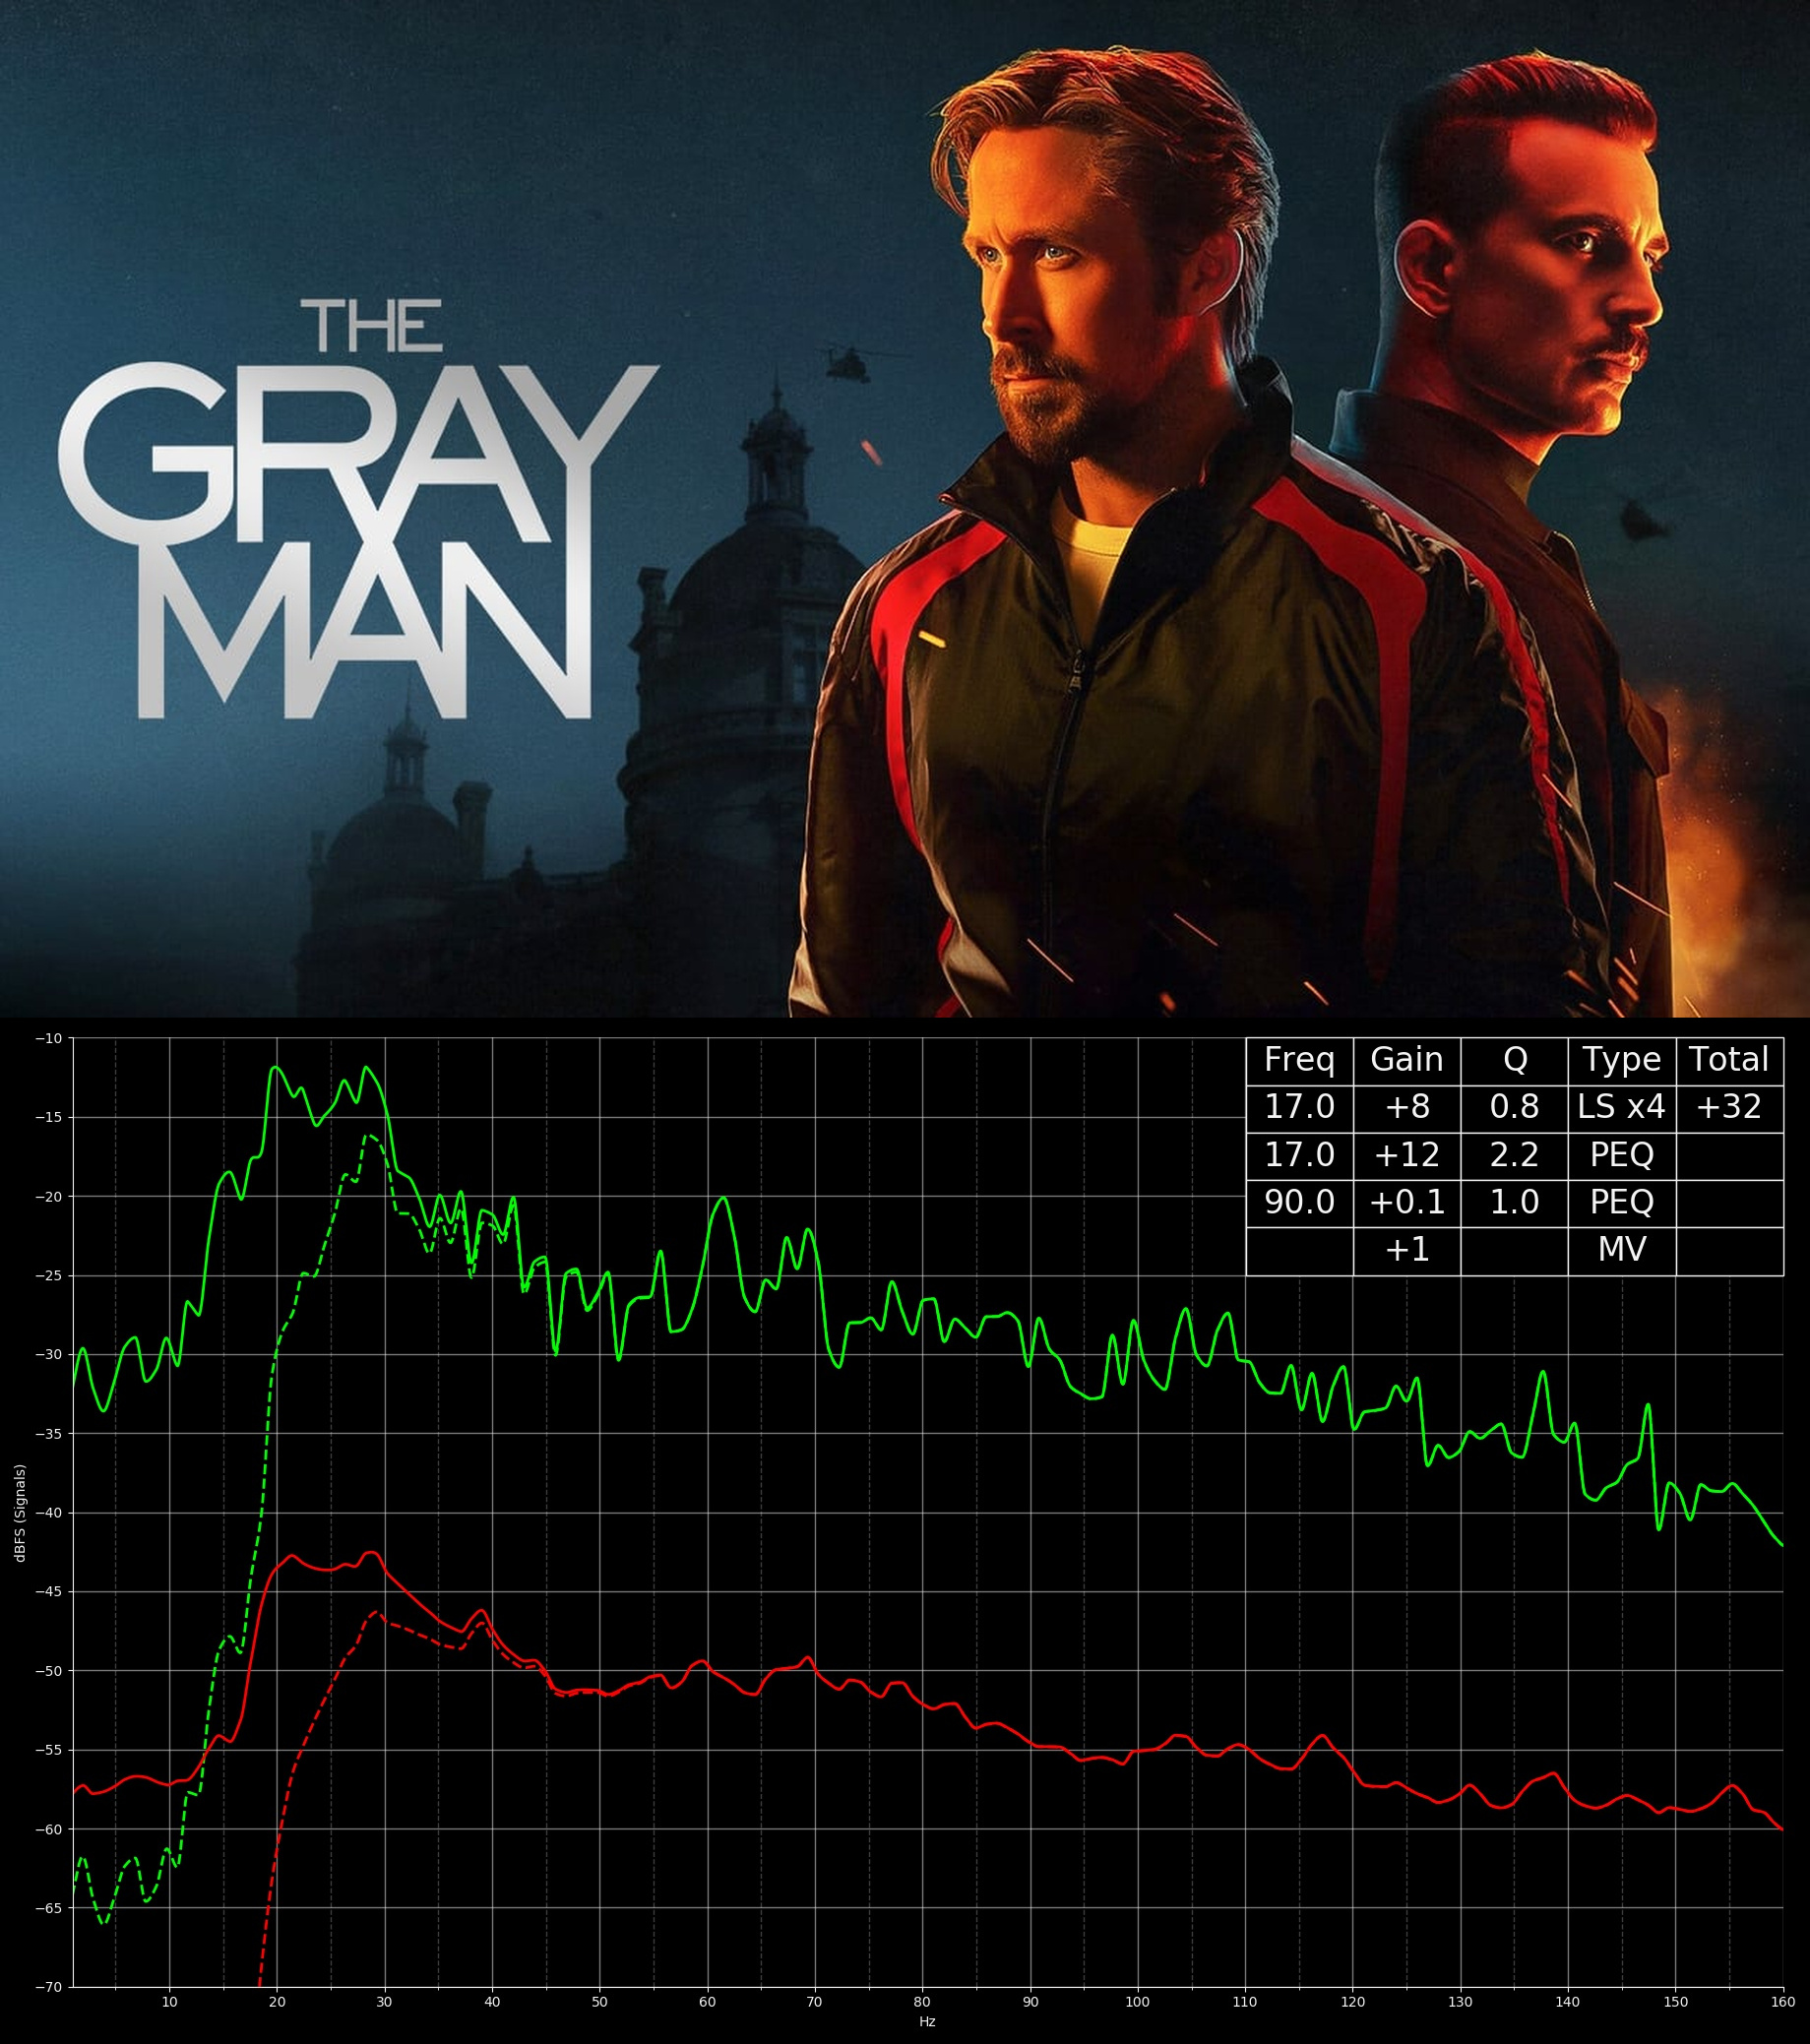 THE
GRAY
MAN
Freq Gain Q Type Total
17.0 +8 0.8 LS x4 +32
17.0 +12 2.2 PEQ
90.0 +0.1 1.0 PEQ
+1 MV
−10
−15
−20
−25
−30
−35
−40
−45
−50
−55
−60
−65
−70
dBFS (Signals)
10 20 30 40 50 60 70 80 90 100 110 120 130 140 150 160
Hz